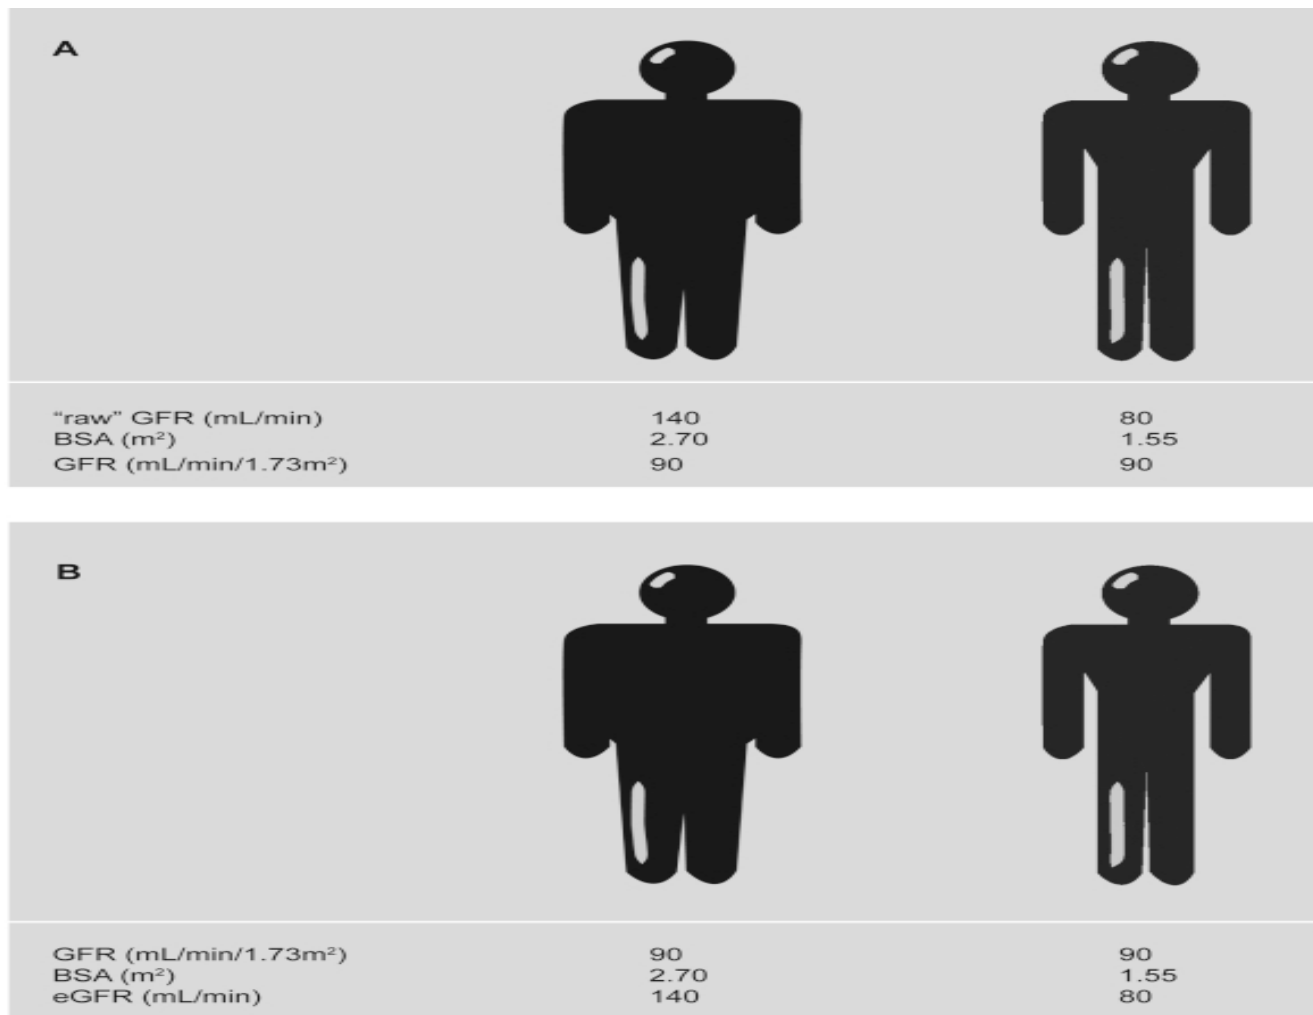 A
“raw” GFR (mL/min) 140 80
BSA (m²) 2.70 1.55
GFR (mL/min/1.73m²) 90 90
B
GFR (mL/min/1.73m²) 90 90
BSA (m²) 2.70 1.55
eGFR (mL/min) 140 80